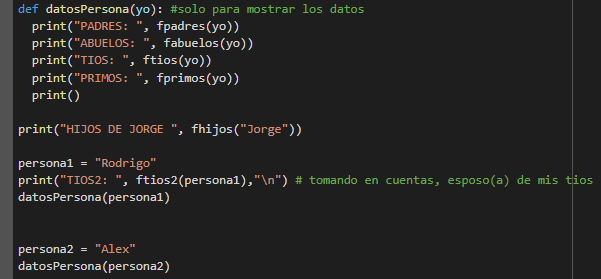 def datosPersona(yo): #solo para mostrar los datos
print("PADRES: ", fpadres(yo))
print("ABUELOS: ", fabuelos(yo))
print("TIOS: ", ftios(yo))
print("PRIMOS: ", fprimos(yo))
print()
print("HIJOS DE JORGE ", fhijos("Jorge"))
persona1 = "Rodrigo"
print("TIOS2: ", ftios2(persona1),"\n") # tomando en cuentas, esposo(a) de mis tios
datosPersona(persona1)
persona2 = "Alex"
datosPersona(persona2)